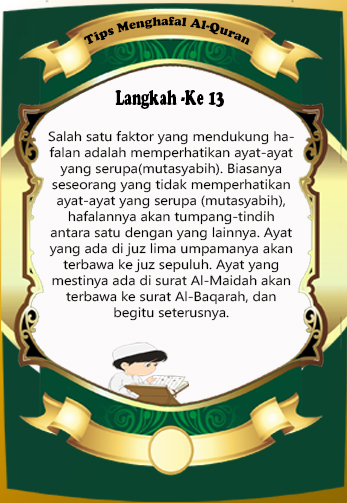 Tips Menghafal Al-Quran
Langkah -Ke 13
Salah satu faktor yang mendukung ha-
falan adalah memperhatikan ayat-ayat
yang serupa(mutasyabih). Biasanya
seseorang yang tidak memperhatikan
ayat-ayat yang serupa (mutasyabih),
hafalannya akan tumpang-tindih
antara satu dengan yang lainnya. Ayat
yang ada di juz lima umpamanya akan
terbawa ke juz sepuluh. Ayat yang
mestinya ada di surat Al-Maidah akan
terbawa ke surat Al-Baqarah, dan
begitu seterusnya.